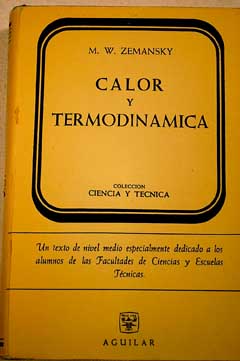 M. W. ZEMANSKY
CALOR
Y
TERMODINAMICA
COLECCION
CIENCIA Y TECNICA
Un texto de nivel medio especialmente dedicado a los
alumnos de las Facultades de Ciencias y Escuelas
Técnicas.
AGUILAR